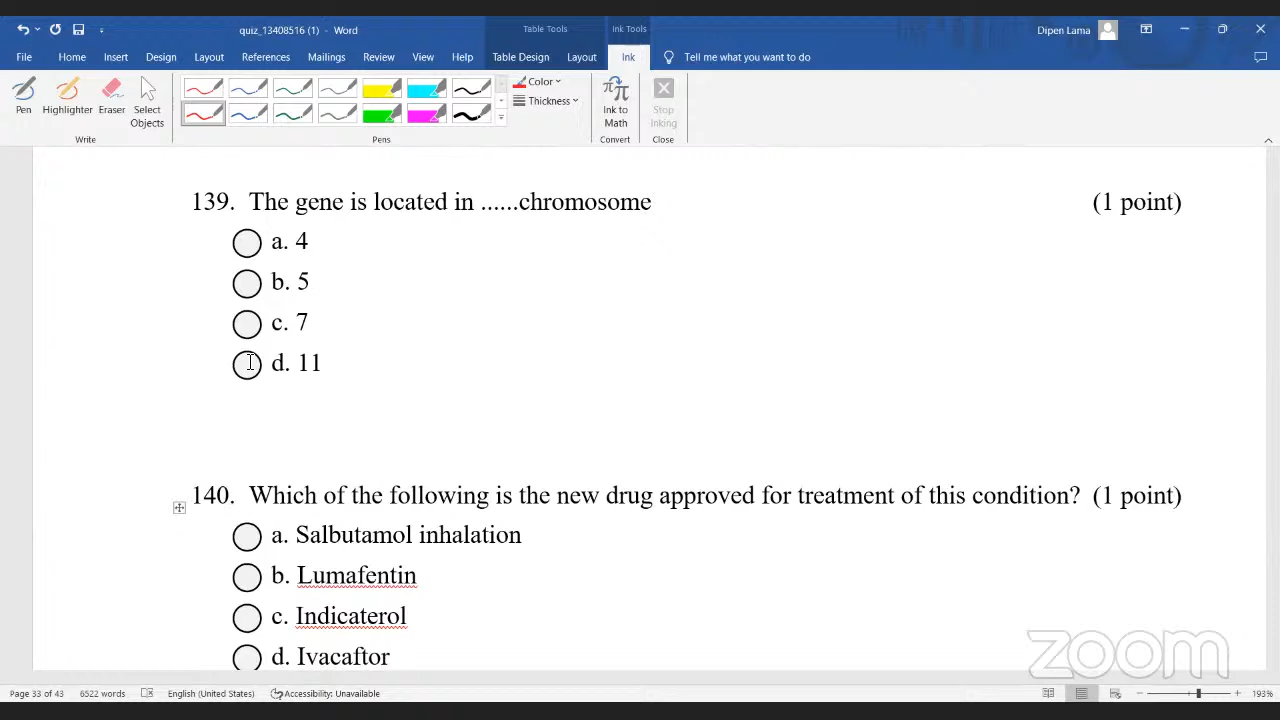 quiz_13408516 (1) - Word
Table Tools
Ink Tools
Dipen Lama
File Home Insert Design Layout References Mailings Review View Help Table Design Layout Ink Tell me what you want to do
Pen
Highlighter
Eraser
Select
Objects
Write
Pens
Color
Thickness
Ink to
Math
Convert
Stop
Inking
Close
139. The gene is located in ......chromosome (1 point)
a. 4
b. 5
c. 7
d. 11
140. Which of the following is the new drug approved for treatment of this condition? (1 point)
a. Salbutamol inhalation
b. Lumafentin
c. Indicaterol
d. Ivacaftor
zoom
Page 33 of 43 6522 words English (United States) Accessibility: Unavailable 193%